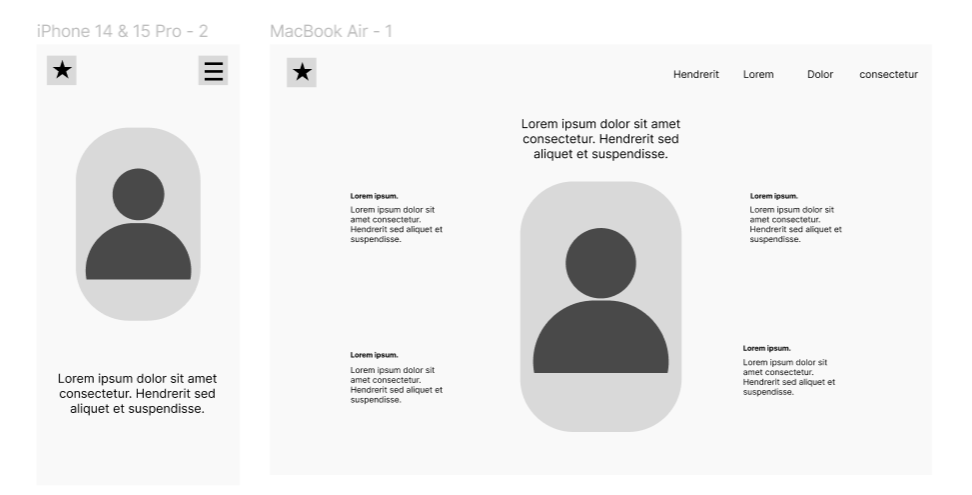 iPhone 14 & 15 Pro - 2
Lorem ipsum dolor sit amet
consectetur. Hendrerit sed
aliquet et suspendisse.
MacBook Air - 1
Hendrerit Lorem Dolor consectetur
Lorem ipsum dolor sit amet
consectetur. Hendrerit sed
aliquet et suspendisse.
Lorem ipsum.
Lorem ipsum dolor sit
amet consectetur.
Hendrerit sed aliquet et
suspendisse.
Lorem ipsum.
Lorem ipsum dolor sit
amet consectetur.
Hendrerit sed aliquet et
suspendisse.
Lorem ipsum.
Lorem ipsum dolor sit
amet consectetur.
Hendrerit sed aliquet et
suspendisse.
Lorem ipsum.
Lorem ipsum dolor sit
amet consectetur.
Hendrerit sed aliquet et
suspendisse.